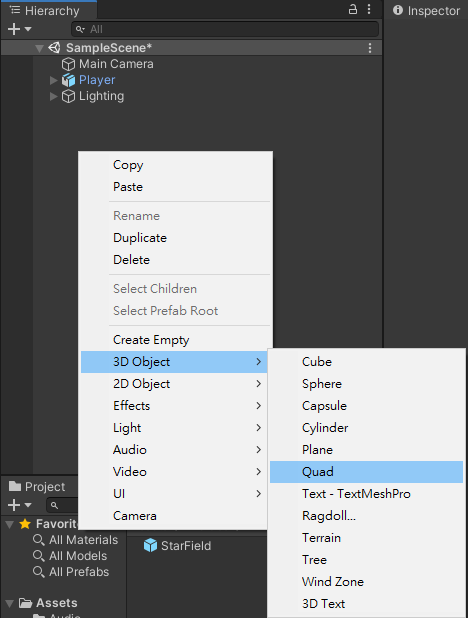 Hierarchy
Inspector
All
SampleScene*
Main Camera
Player
Lighting
Copy
Paste
Rename
Duplicate
Delete
Select Children
Select Prefab Root
Create Empty
3D Object
2D Object
Effects
Light
Audio
Video
UI
Camera
Cube
Sphere
Capsule
Cylinder
Plane
Quad
Text - TextMeshPro
Ragdoll...
Terrain
Tree
Wind Zone
3D Text
Project
Favorit
All Materials
All Models
All Prefabs
Assets
StarField